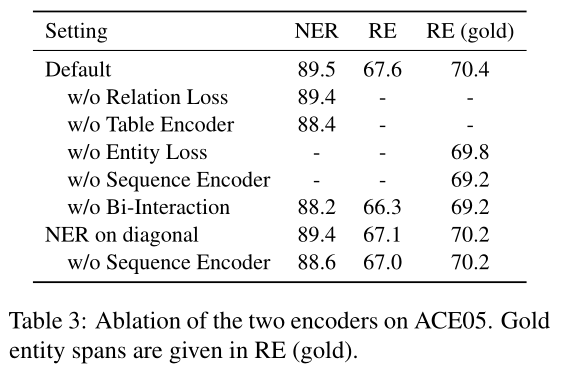 Setting NER RE RE (gold)
Default 89.5 67.6 70.4
w/o Relation Loss 89.4 - -
w/o Table Encoder 88.4 - -
w/o Entity Loss - - 69.8
w/o Sequence Encoder - - 69.2
w/o Bi-Interaction 88.2 66.3 69.2
NER on diagonal 89.4 67.1 70.2
w/o Sequence Encoder 88.6 67.0 70.2
Table 3: Ablation of the two encoders on ACE05. Gold
entity spans are given in RE (gold).